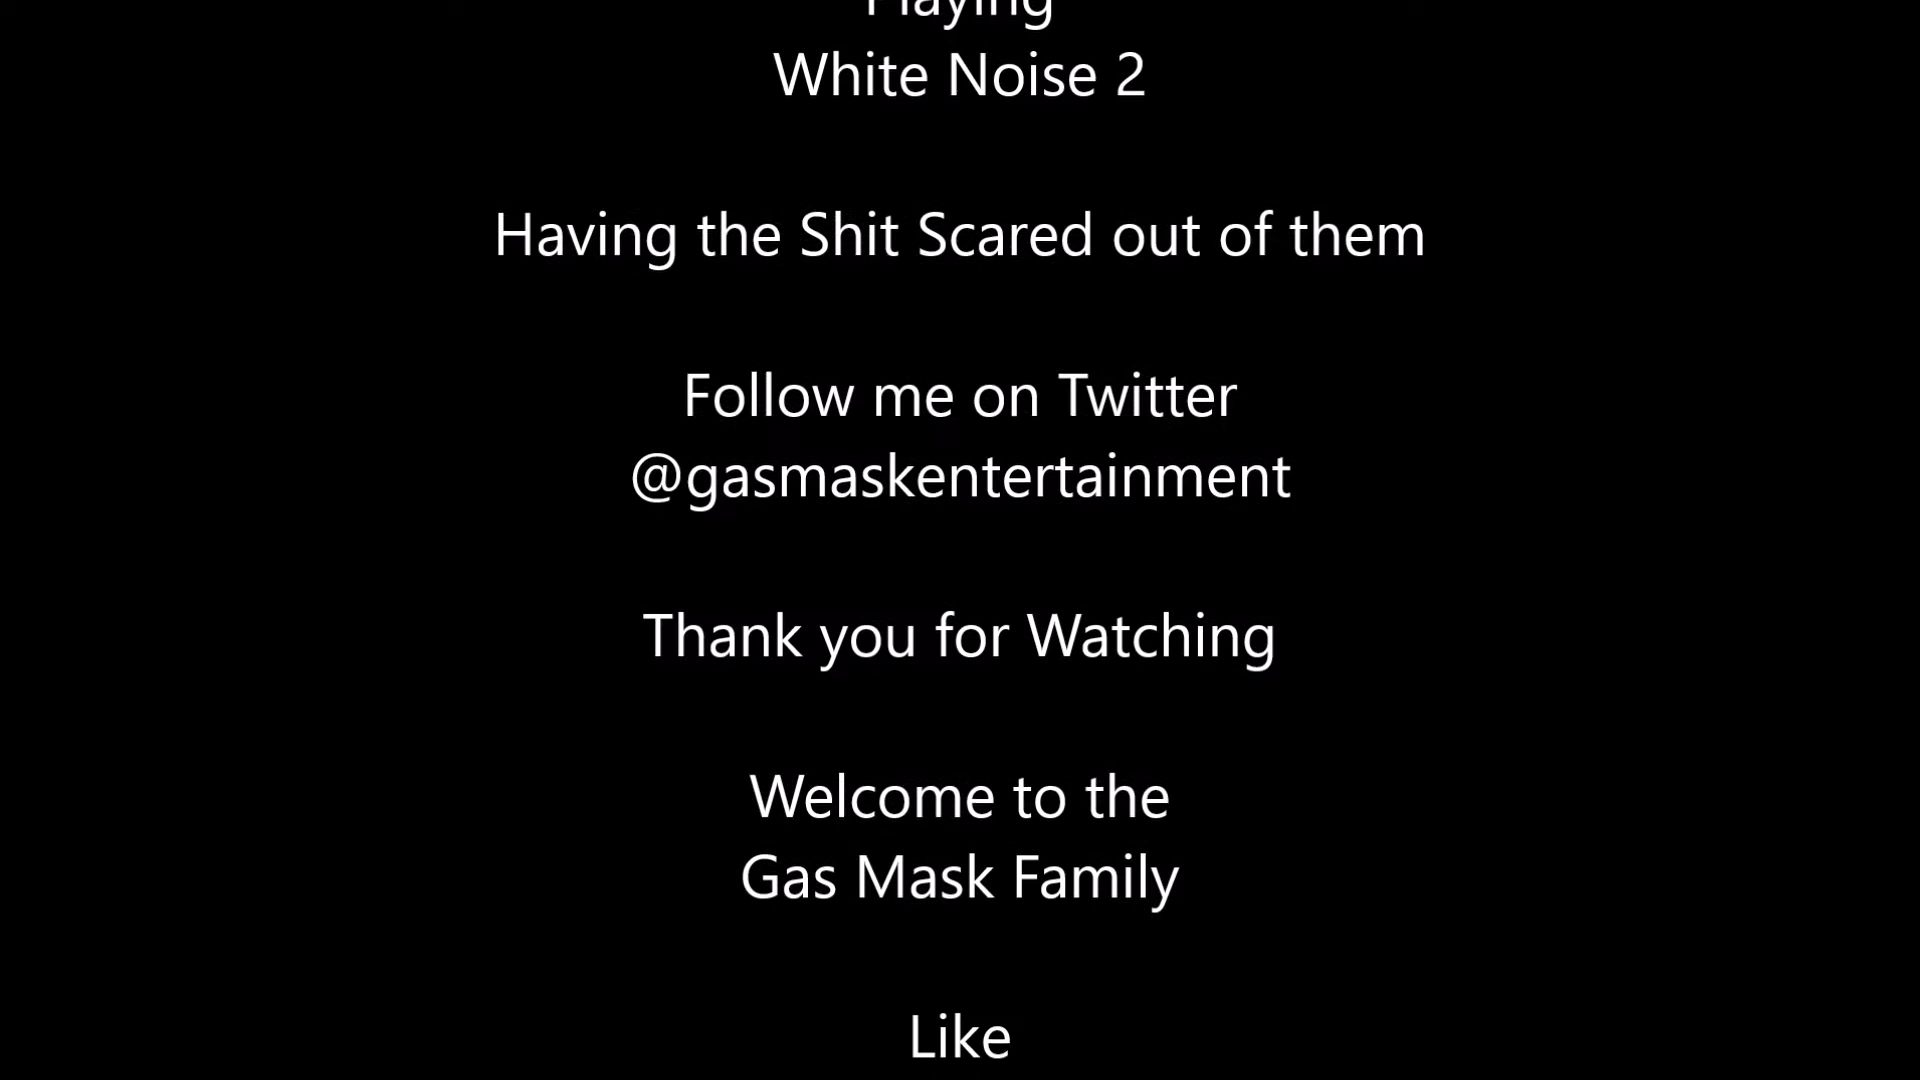 Playing
White Noise 2
Having the Shit Scared out of them
Follow me on Twitter
@gasmaskentertainment
Thank you for Watching
Welcome to the
Gas Mask Family
Like